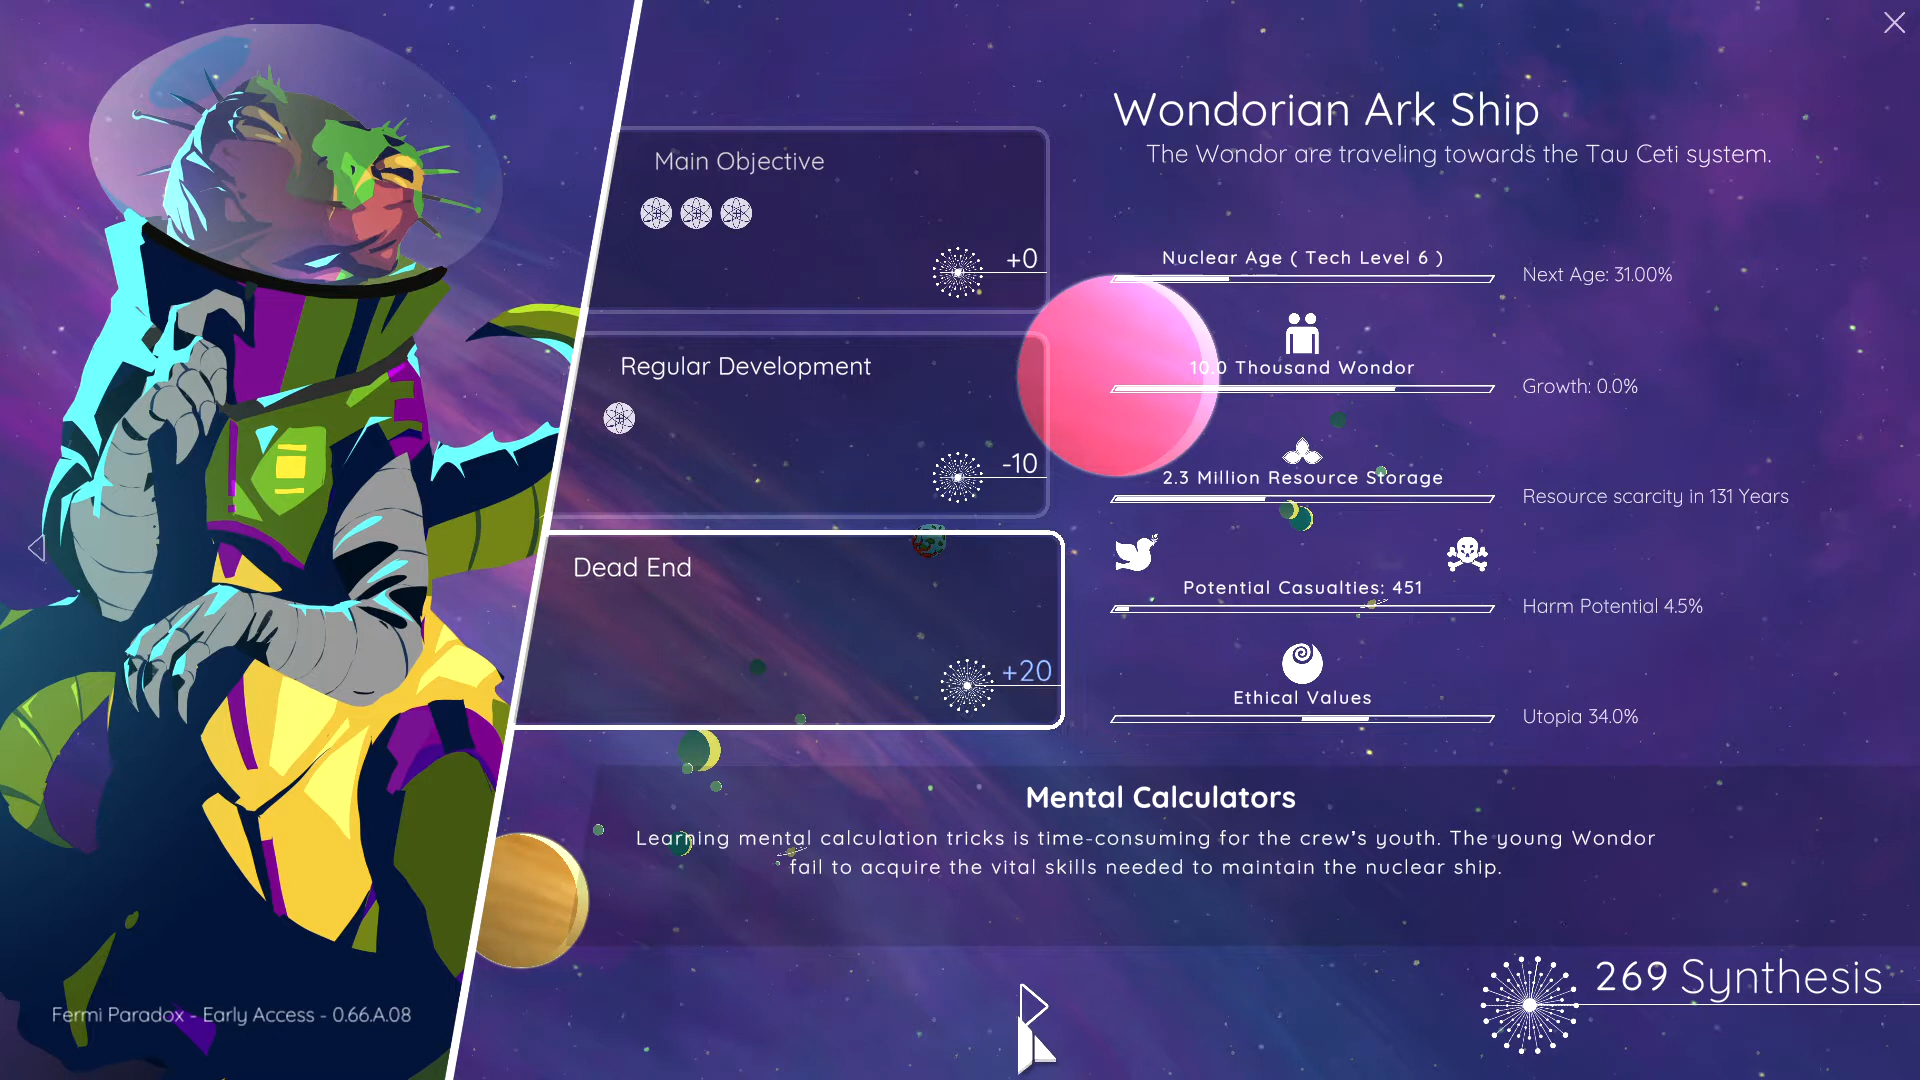 Wondorian Ark Ship
The Wondor are traveling towards the Tau Ceti system.
Main Objective
+0
Regular Development
-10
Dead End
+20
Nuclear Age ( Tech Level 6 )
Next Age: 31.00%
10.0 Thousand Wondor
Growth: 0.0%
2.3 Million Resource Storage
Resource scarcity in 131 Years
Potential Casualties: 451
Harm Potential 4.5%
Ethical Values
Utopia 34.0%
Mental Calculators
Learning mental calculation tricks is time-consuming for the crew's youth. The young Wondor
fail to acquire the vital skills needed to maintain the nuclear ship.
269 Synthesis
Fermi Paradox - Early Access - 0.66.A.08